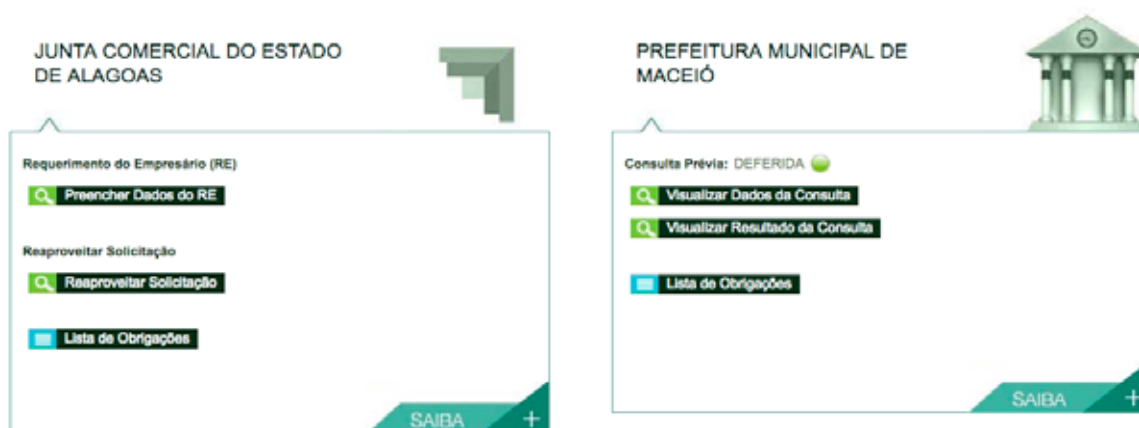 JUNTA COMERCIAL DO ESTADO
DE ALAGOAS
Requerimento do Empresário (RE)
Preencher Dados do RE
Reaproveitar Solicitação
Reaproveitar Solicitação
Lista de Obrigações
SAIBA +
PREFEITURA MUNICIPAL DE
MACEIÓ
Consulta Prévia: DEFERIDA
Visualizar Dados da Consulta
Visualizar Resultado da Consulta
Lista de Obrigações
SAIBA +